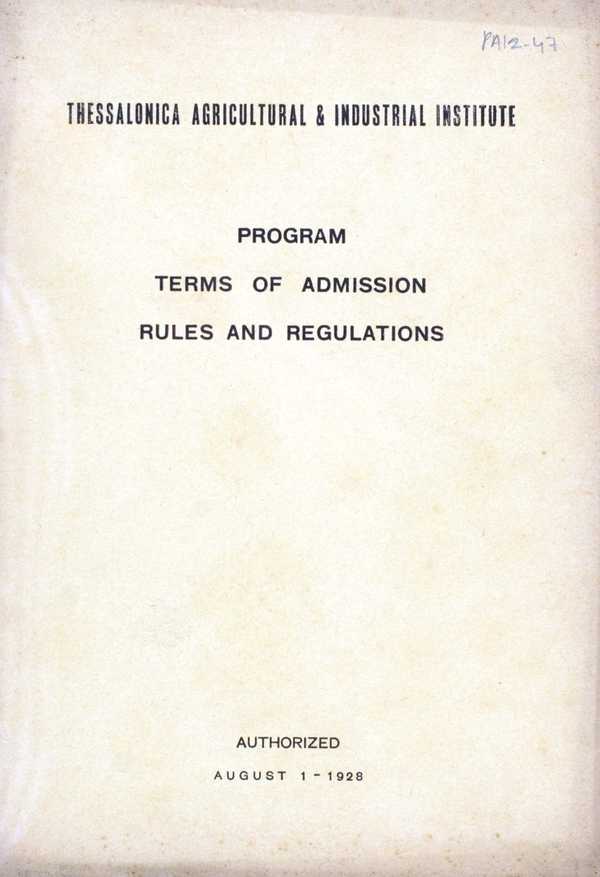 PA12-47
THESSALONICA AGRICULTURAL & INDUSTRIAL INSTITUTE
PROGRAM
TERMS OF ADMISSION
RULES AND REGULATIONS
AUTHORIZED
AUGUST 1 - 1928